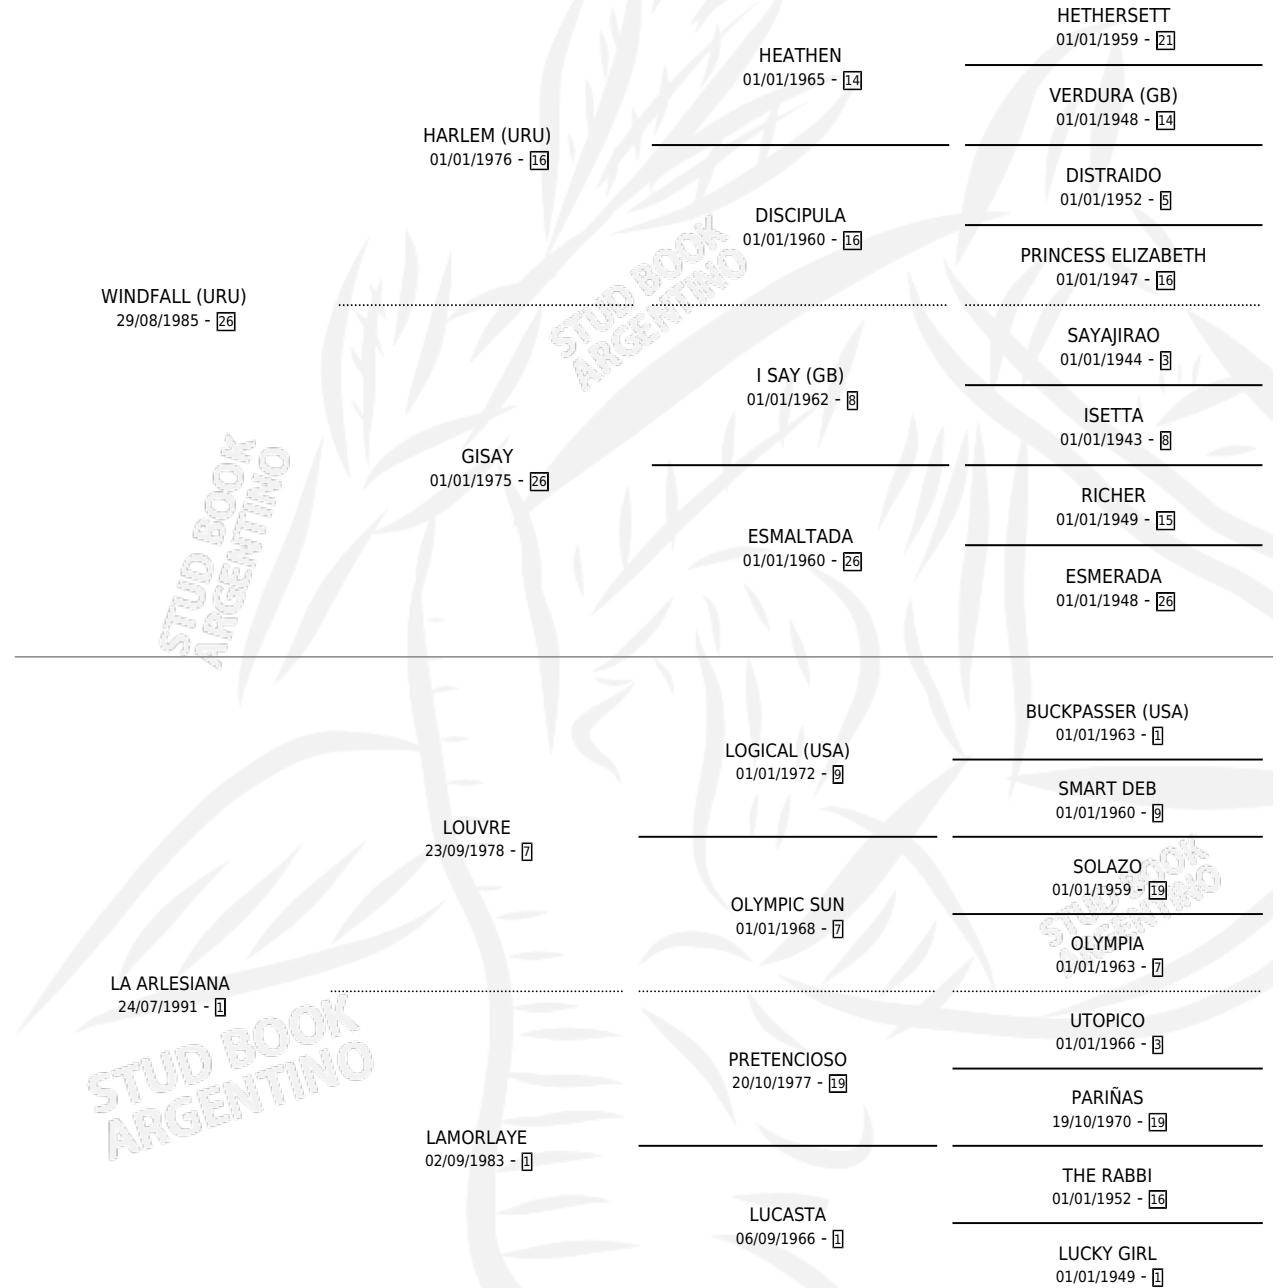 HETHERSETT
01/01/1959 - 21
HEATHEN
01/01/1965 - 14
VERDURA (GB)
01/01/1948 - 14
HARLEM (URU)
01/01/1976 - 16
DISTRAIDO
01/01/1952 - 5
DISCIPULA
01/01/1960 - 16
PRINCESS ELIZABETH
01/01/1947 - 16
WINDFALL (URU)
29/08/1985 - 26
SAYAJIRAO
01/01/1944 - 3
I SAY (GB)
01/01/1962 - 8
ISETTA
01/01/1943 - 8
GISAY
01/01/1975 - 26
RICHER
01/01/1949 - 15
ESMALTADA
01/01/1960 - 26
ESMERADA
01/01/1948 - 26
BUCKPASSER (USA)
01/01/1963 - 1
LOGICAL (USA)
01/01/1972 - 9
SMART DEB
01/01/1960 - 9
LOUVRE
23/09/1978 - 7
SOLAZO
01/01/1959 - 19
OLYMPIC SUN
01/01/1968 - 7
OLYMPIA
01/01/1963 - 7
LA ARLESIANA
24/07/1991 - 1
UTOPICO
01/01/1966 - 3
PRETENCIOSO
20/10/1977 - 19
PARIÑAS
19/10/1970 - 19
LAMORLAYE
02/09/1983 - 1
THE RABBI
01/01/1952 - 16
LUCASTA
06/09/1966 - 1
LUCKY GIRL
01/01/1949 - 1
STUD BOOK
ARGENTINO
STUD BOOK
ARGENTINO
STUD BOOK
ARGENTINO
STUD BOOK
ARGENTINO